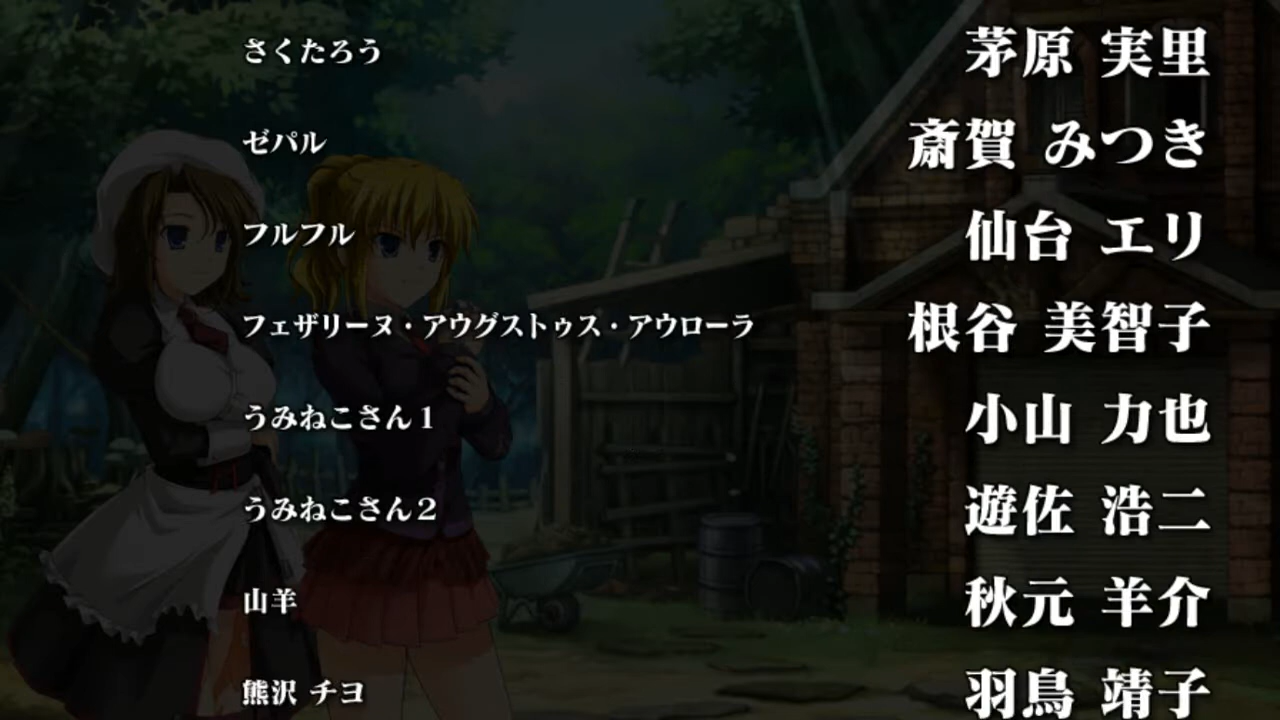 さくたろう 茅原 実里
ゼパル 斎賀 みつき
フルフル 仙台 エリ
フェザリーヌ・アウグストゥス・アウローラ 根谷 美智子
うみねこさん１ 小山 力也
うみねこさん２ 遊佐 浩二
山羊 秋元 羊介
熊沢 チヨ 羽鳥 靖子